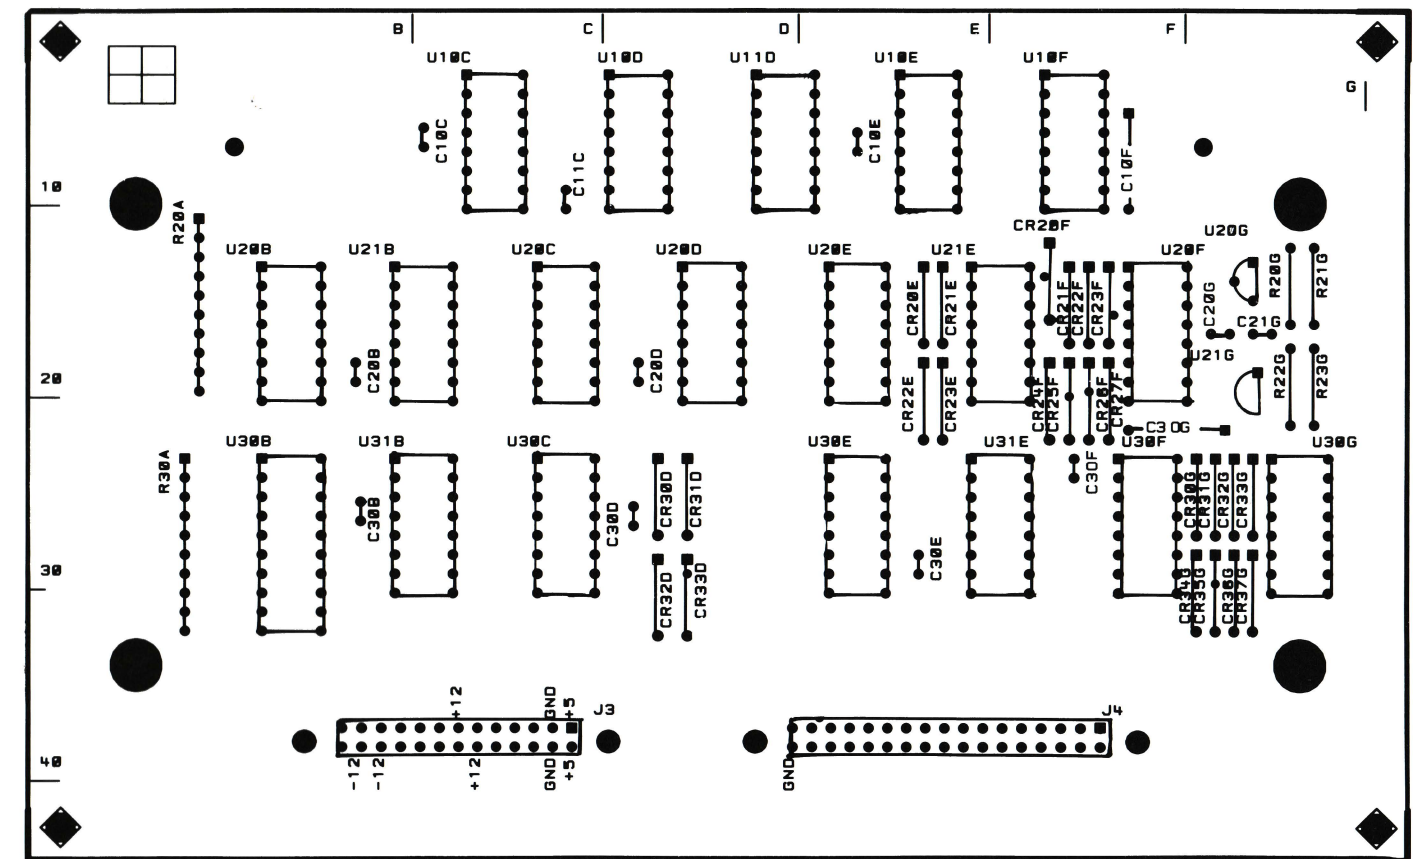 B C D E F
U10C U10D U11D U10E U10F
G
C10C C11C C10E C10F
10
R20A
U20G
CR20F
U20B U21B U20C U20D U20E U21E U20F
CR20E CR21E CR21F CR22F CR23F C20G C21G R20G R21G
U21G
C20B C20D
20
CR22E CR23E CR24F CR25F CR26F CR27F R22G R23G
C30G
U30B U31B U30C U30E U31E U30F U30G
R30A
C30B C30D CR30D CR31D C30F CR30G CR31G CR32G CR33G
C30E
30
CR32D CR33D CR34G CR35G CR36G CR37G
+12 GND +5 J3 J4
40
-12 -12 +12 GND +5 GND